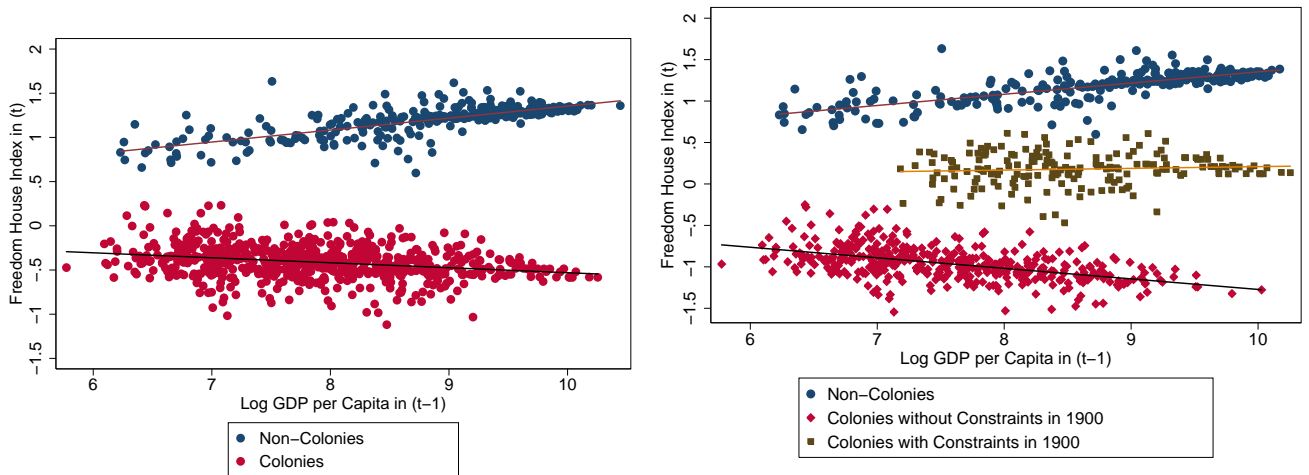 Freedom House Index in (t)
2
1.5
1
.5
0
−.5
−1
−1.5
6 7 8 9 10
Log GDP per Capita in (t−1)
Non−Colonies
Colonies
Freedom House Index in (t)
2
1.5
1
.5
0
−.5
−1
−1.5
6 7 8 9 10
Log GDP per Capita in (t−1)
Non−Colonies
Colonies without Constraints in 1900
Colonies with Constraints in 1900